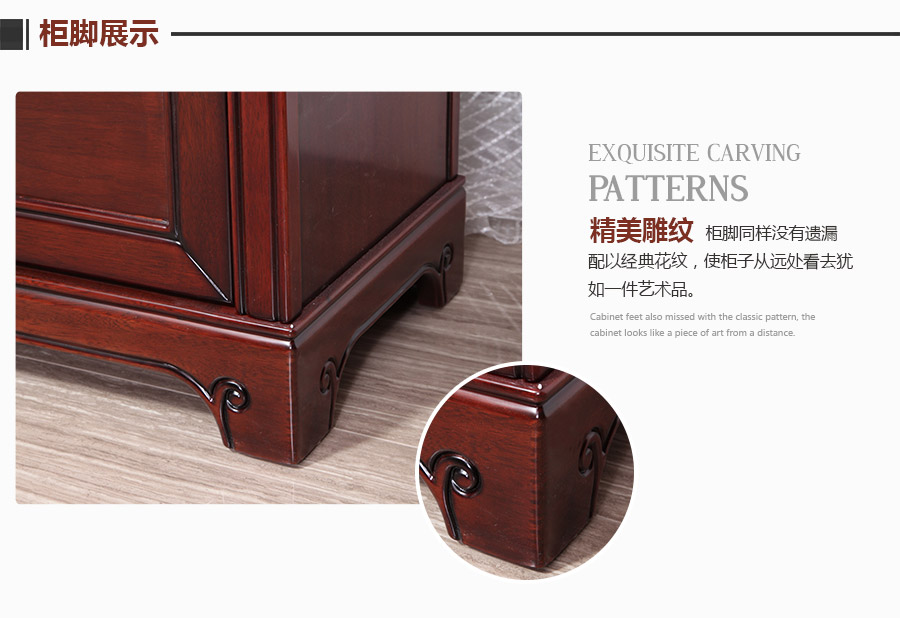 柜脚展示
EXQUISITE CARVING
PATTERNS
精美雕纹 柜脚同样没有遗漏
配以经典花纹，使柜子从远处看去犹
如一件艺术品。
Cabinet feet also missed with the classic pattern, the
cabinet looks like a piece of art from a distance.